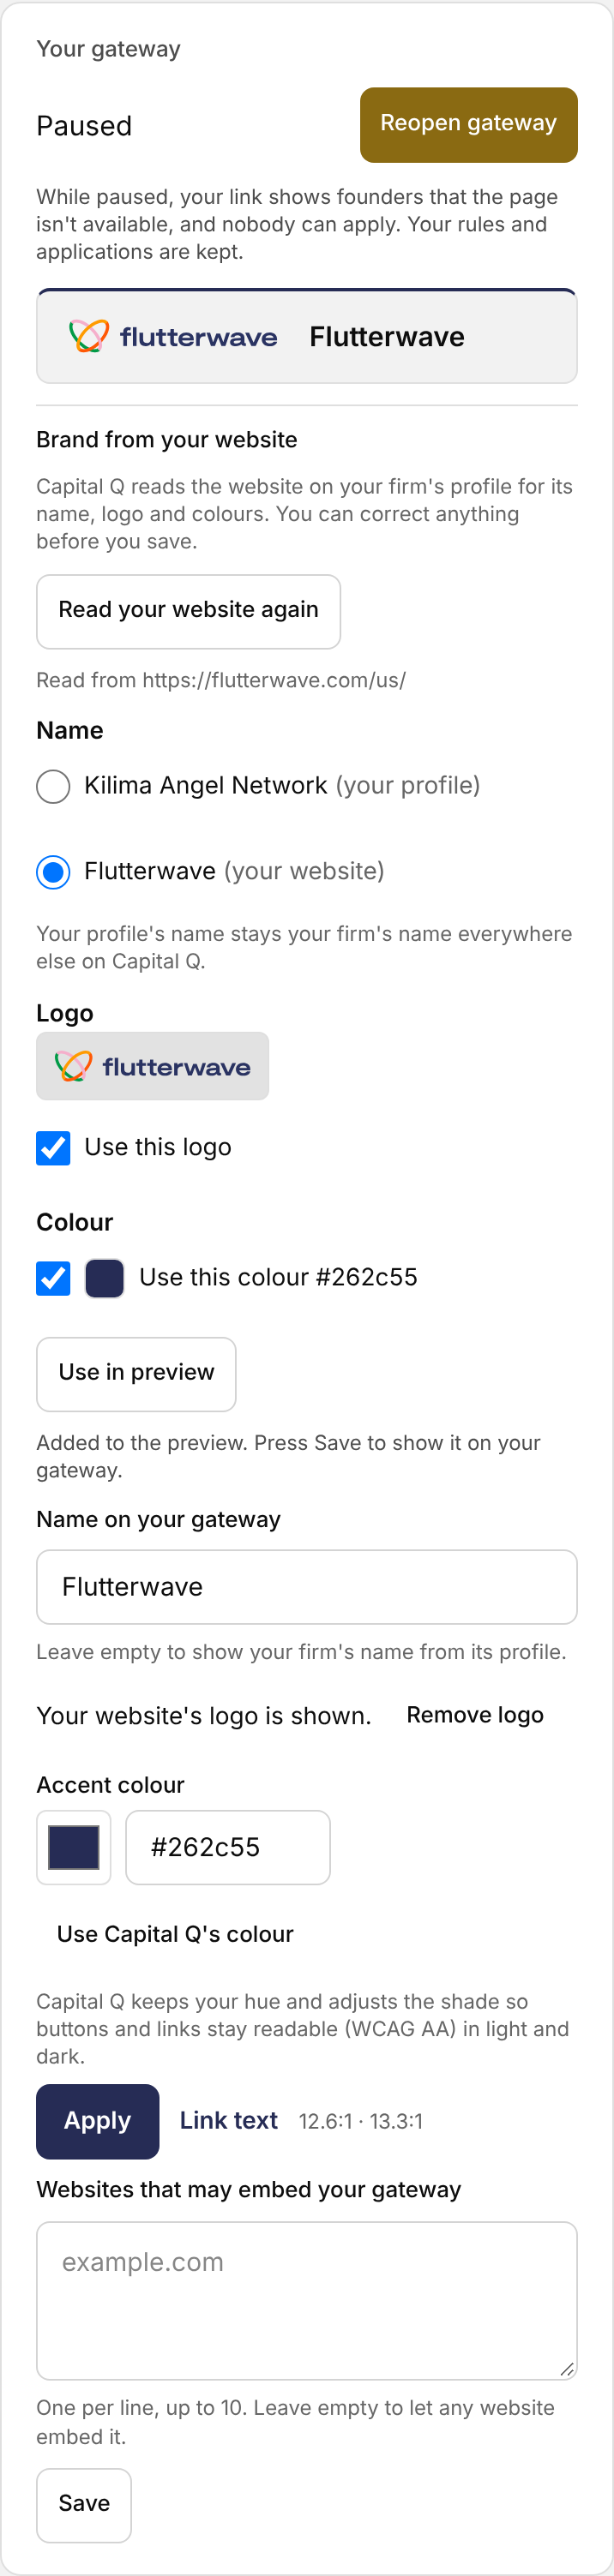 Your gateway
Paused
Reopen gateway
While paused, your link shows founders that the page
isn't available, and nobody can apply. Your rules and
applications are kept.
flutterwave Flutterwave
Brand from your website
Capital Q reads the website on your firm's profile for its
name, logo and colours. You can correct anything
before you save.
Read your website again
Read from https://flutterwave.com/us/
Name
Kilima Angel Network (your profile)
Flutterwave (your website)
Your profile's name stays your firm's name everywhere
else on Capital Q.
Logo
flutterwave
Use this logo
Colour
Use this colour #262c55
Use in preview
Added to the preview. Press Save to show it on your
gateway.
Name on your gateway
Flutterwave
Leave empty to show your firm's name from its profile.
Your website's logo is shown. Remove logo
Accent colour
#262c55
Use Capital Q's colour
Capital Q keeps your hue and adjusts the shade so
buttons and links stay readable (WCAG AA) in light and
dark.
Apply Link text 12.6:1 · 13.3:1
Websites that may embed your gateway
example.com
One per line, up to 10. Leave empty to let any website
embed it.
Save